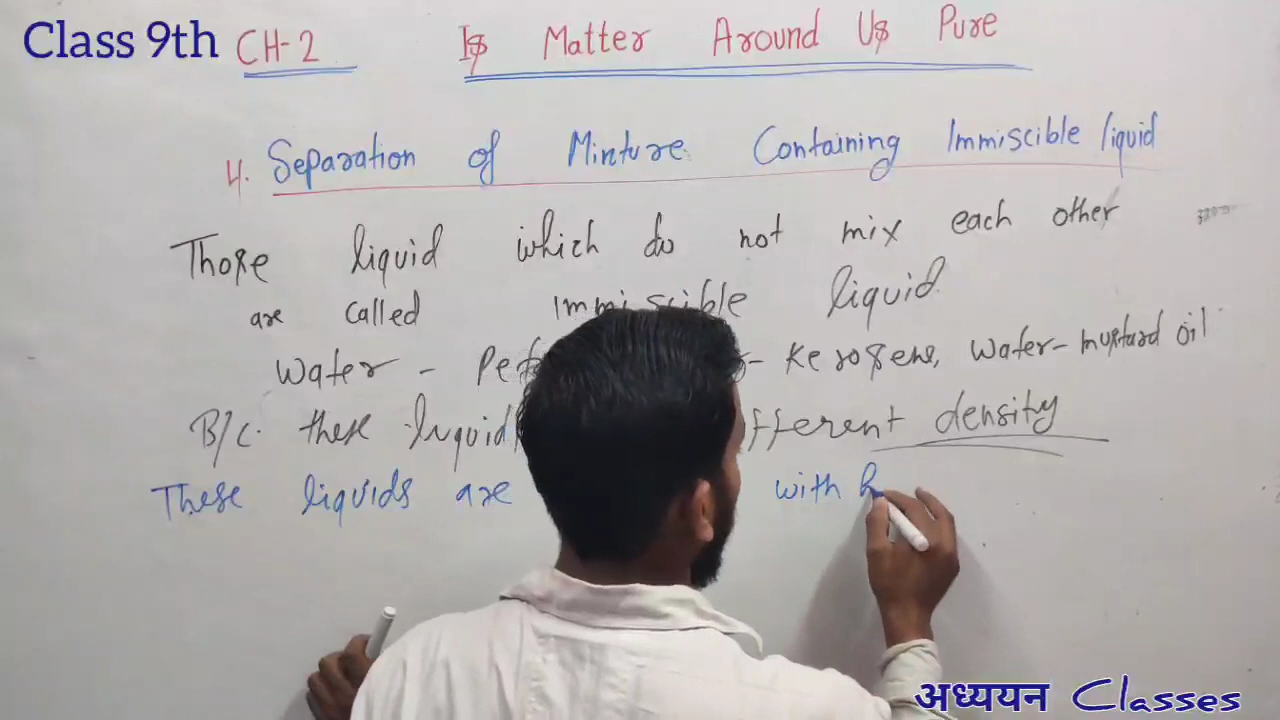 Class 9th CH-2 Is Matter Around Us Pure
4. Separation of Minture Containing Immiscible liquid
Those liquid which do not mix each other
are called Immiscible liquid
Water - Kerosene, Water- mustard oil
B/C. these density
These liquids are with
अध्ययन Classes